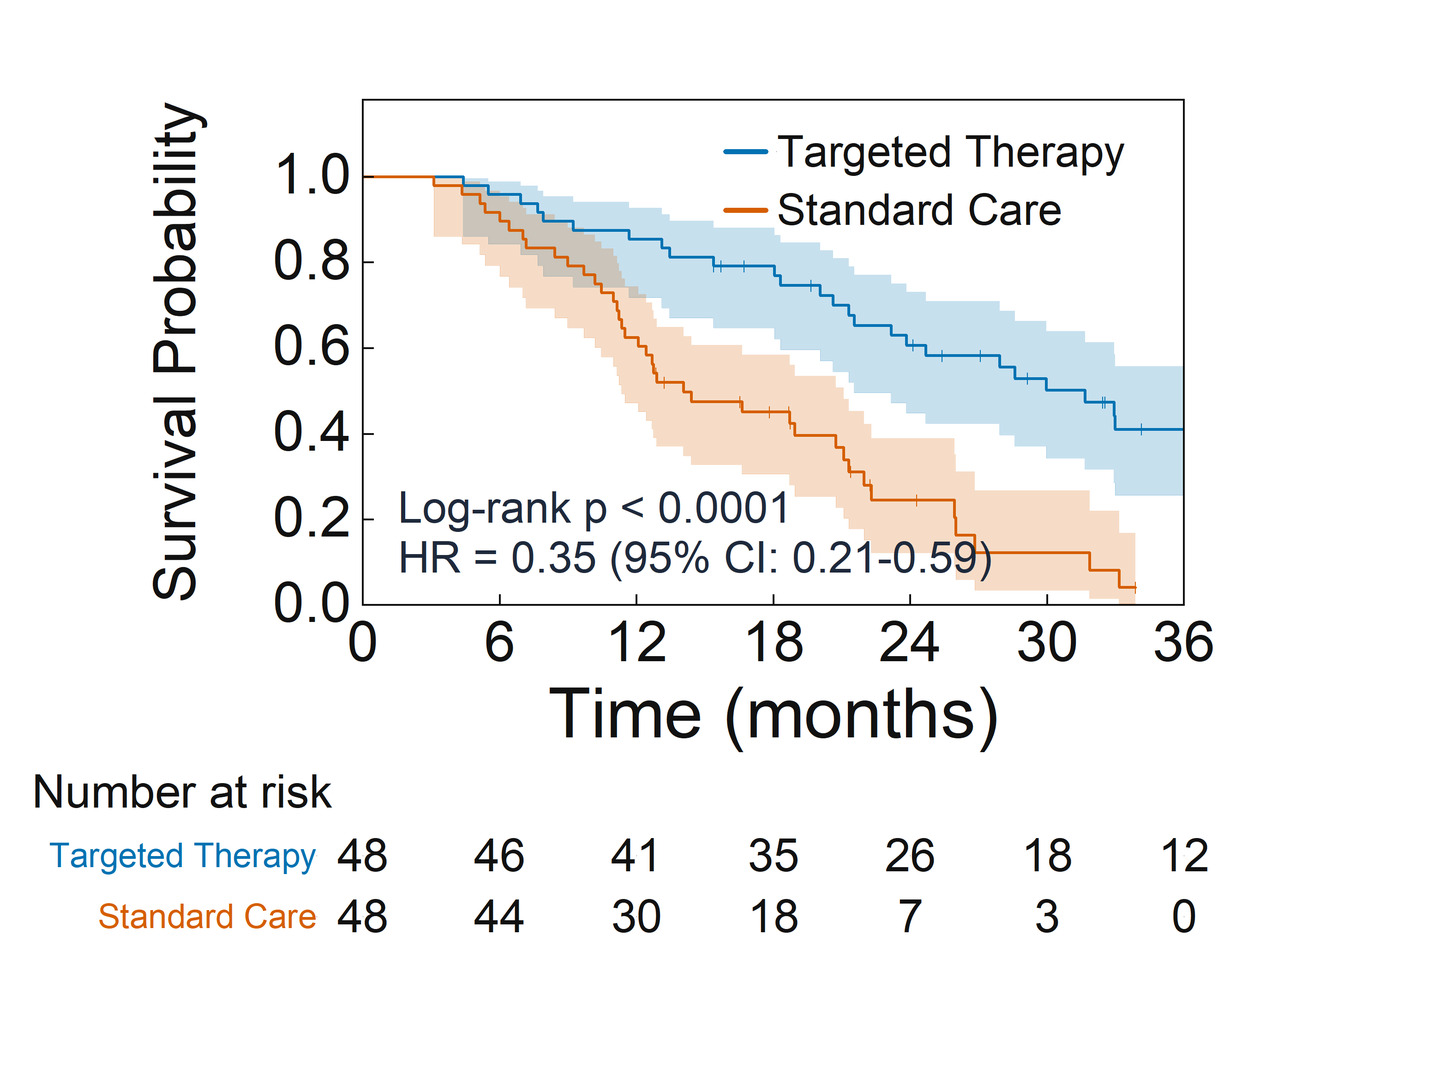 Survival Probability
1.0
0.8
0.6
0.4
0.2
0.0
Targeted Therapy
Standard Care
Log-rank p < 0.0001
HR = 0.35 (95% CI: 0.21-0.59)
0 6 12 18 24 30 36
Time (months)
Number at risk
Targeted Therapy 48 46 41 35 26 18 12
Standard Care 48 44 30 18 7 3 0